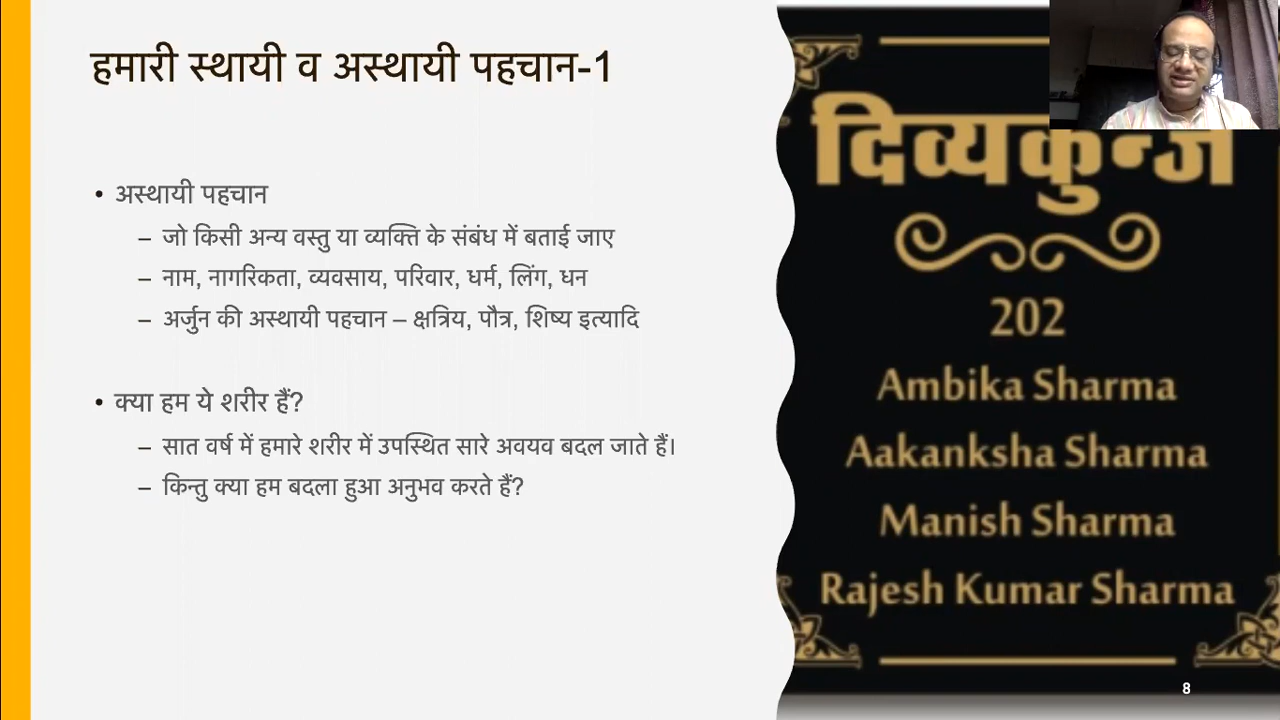 हमारी स्थायी व अस्थायी पहचान-1
• अस्थायी पहचान
– जो किसी अन्य वस्तु या व्यक्ति के संबंध में बताई जाए
– नाम, नागरिकता, व्यवसाय, परिवार, धर्म, लिंग, धन
– अर्जुन की अस्थायी पहचान – क्षत्रिय, पौत्र, शिष्य इत्यादि
• क्या हम ये शरीर हैं?
– सात वर्ष में हमारे शरीर में उपस्थित सारे अवयव बदल जाते हैं।
– किन्तु क्या हम बदला हुआ अनुभव करते हैं?
दिव्यकुन्ज
202
Ambika Sharma
Aakanksha Sharma
Manish Sharma
Rajesh Kumar Sharma
8